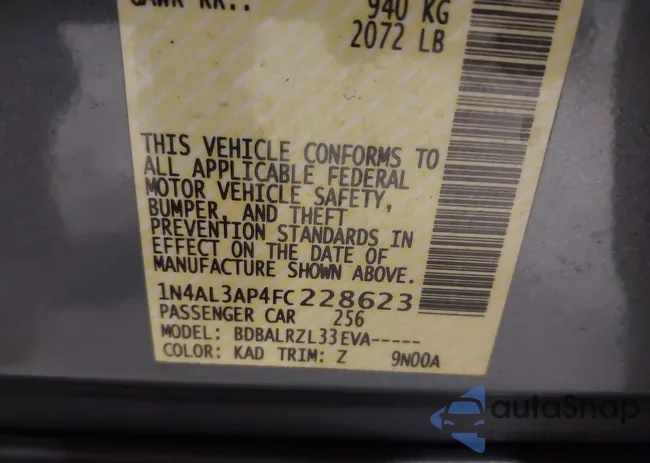 GAWR RR.: 940 KG
2072 LB
THIS VEHICLE CONFORMS TO
ALL APPLICABLE FEDERAL
MOTOR VEHICLE SAFETY,
BUMPER, AND THEFT
PREVENTION STANDARDS IN
EFFECT ON THE DATE OF
MANUFACTURE SHOWN ABOVE.
1N4AL3AP4FC228623
PASSENGER CAR 256
MODEL: BDBALRZL33EVA-----
COLOR: KAD TRIM: Z 9N00A
autoSnap